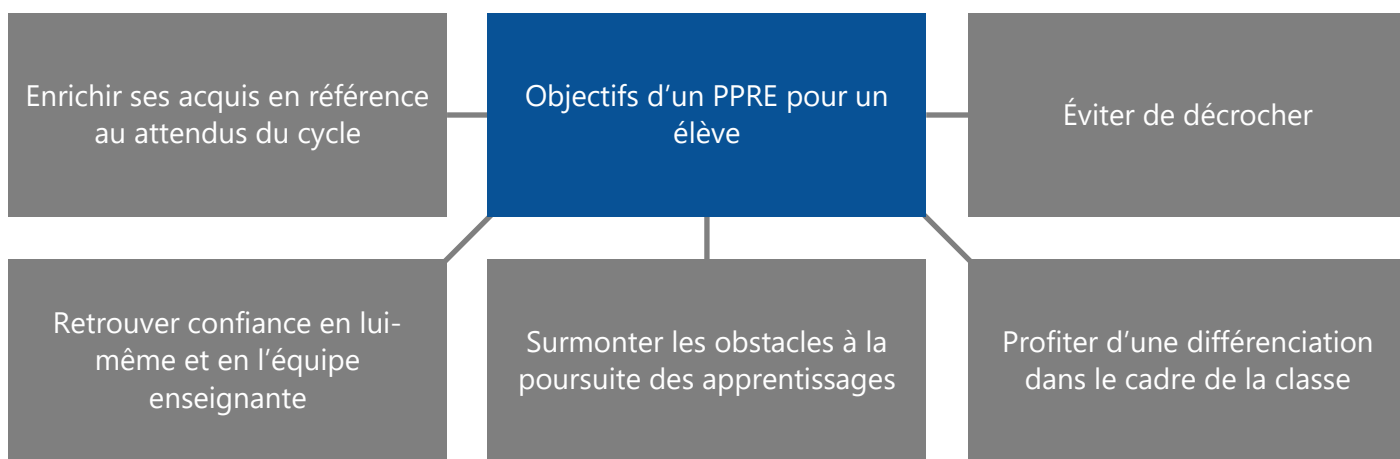 Enrichir ses acquis en référence
au attendus du cycle
Objectifs d’un PPRE pour un
élève
Éviter de décrocher
Retrouver confiance en lui-
même et en l’équipe
enseignante
Surmonter les obstacles à la
poursuite des apprentissages
Profiter d’une différenciation
dans le cadre de la classe